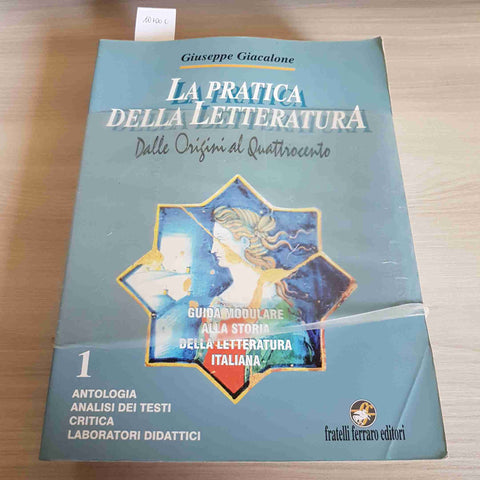 Giuseppe Giacalone
LA PRATICA
DELLA LETTERATURA
Dalle Origini al Quattrocento
GUIDA MODULARE
ALLA STORIA
DELLA LETTERATURA
ITALIANA
1
ANTOLOGIA
ANALISI DEI TESTI
CRITICA
LABORATORI DIDATTICI
fratelli ferraro editori